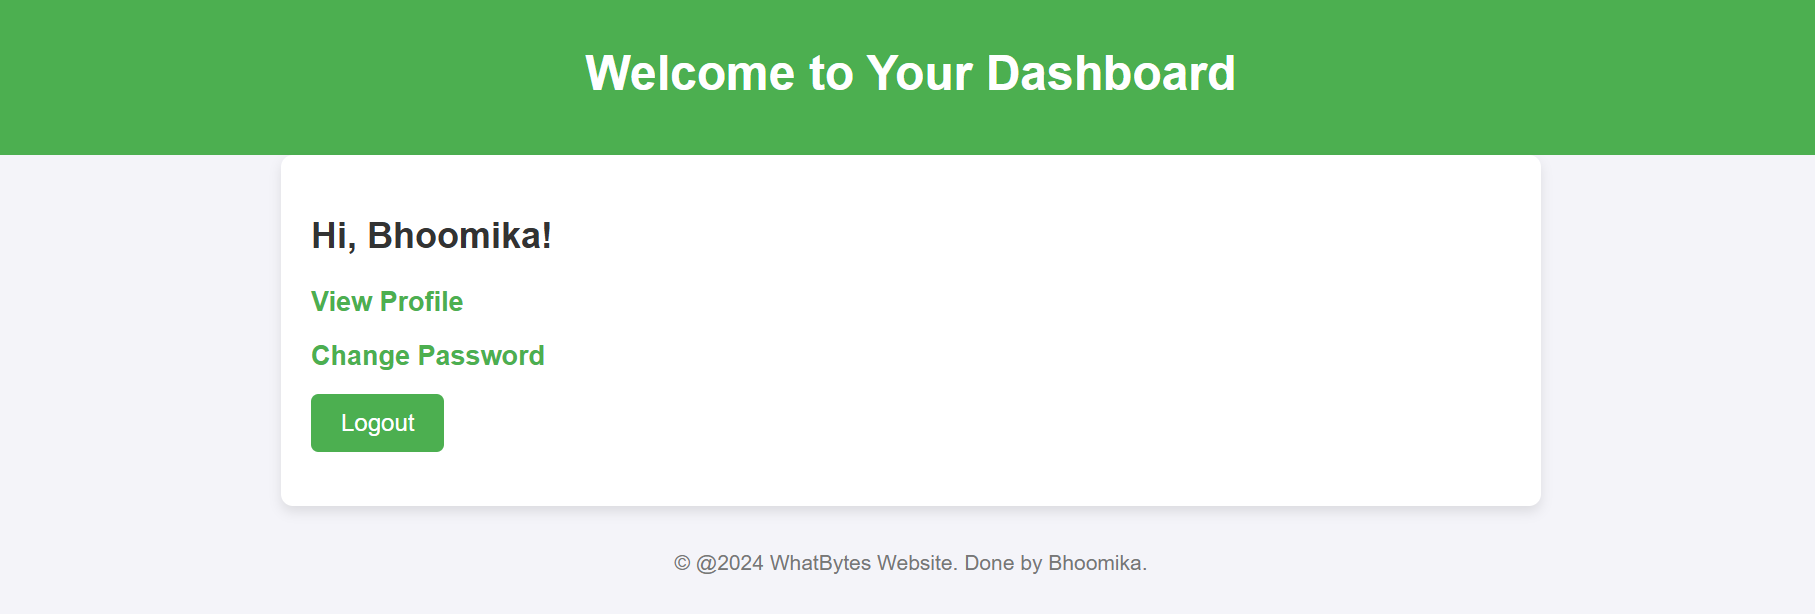 Welcome to Your Dashboard
Hi, Bhoomika!
View Profile
Change Password
Logout
© @2024 WhatBytes Website. Done by Bhoomika.